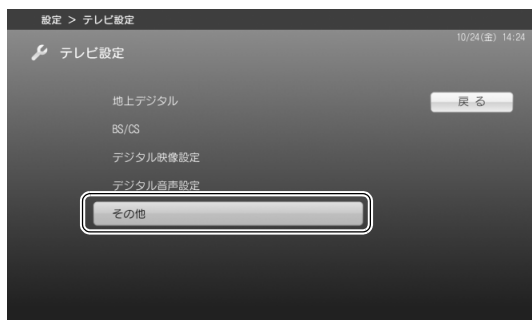 設定 > テレビ設定
10/24(金) 14:24
テレビ設定
地上デジタル
戻る
BS/CS
デジタル映像設定
デジタル音声設定
その他